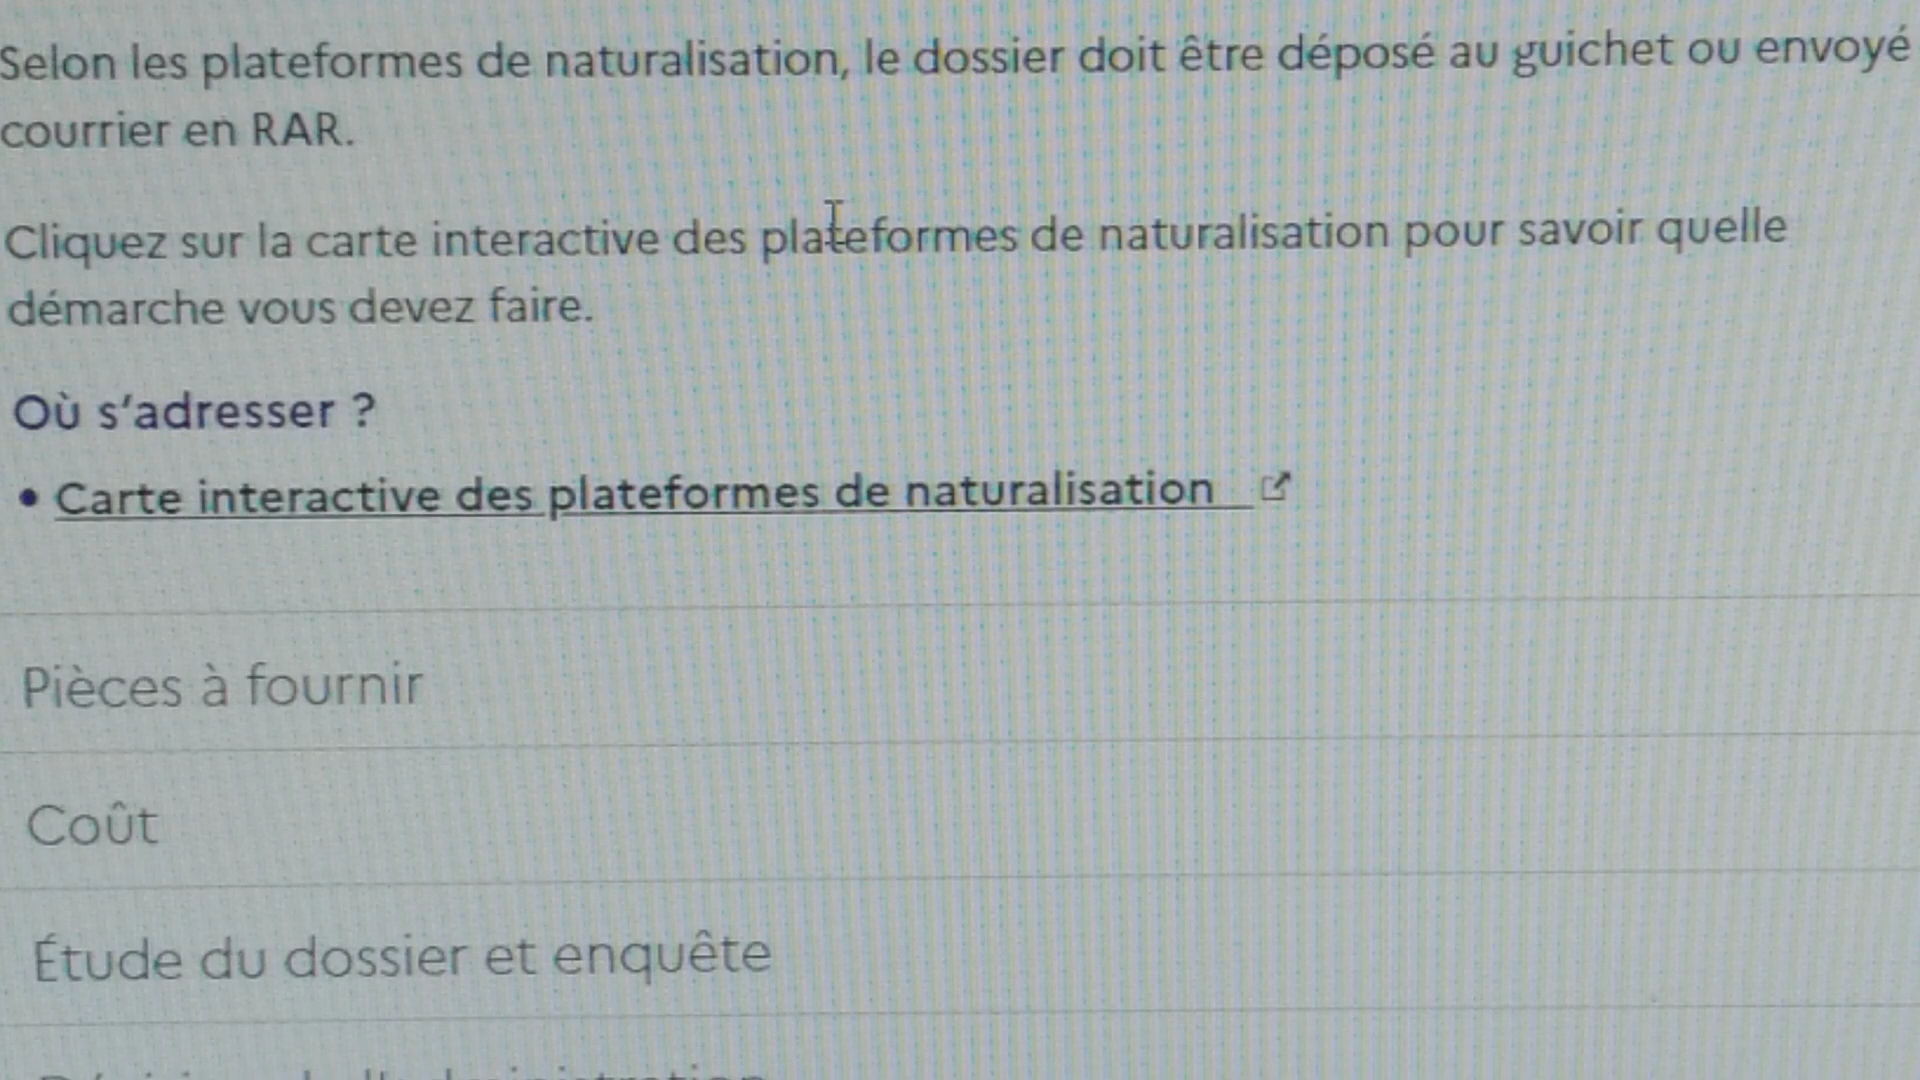 Selon les plateformes de naturalisation, le dossier doit être déposé au guichet ou envoyé
courrier en RAR.
Cliquez sur la carte interactive des plateformes de naturalisation pour savoir quelle
démarche vous devez faire.
Où s'adresser ?
• Carte interactive des plateformes de naturalisation
Pièces à fournir
Coût
Étude du dossier et enquête